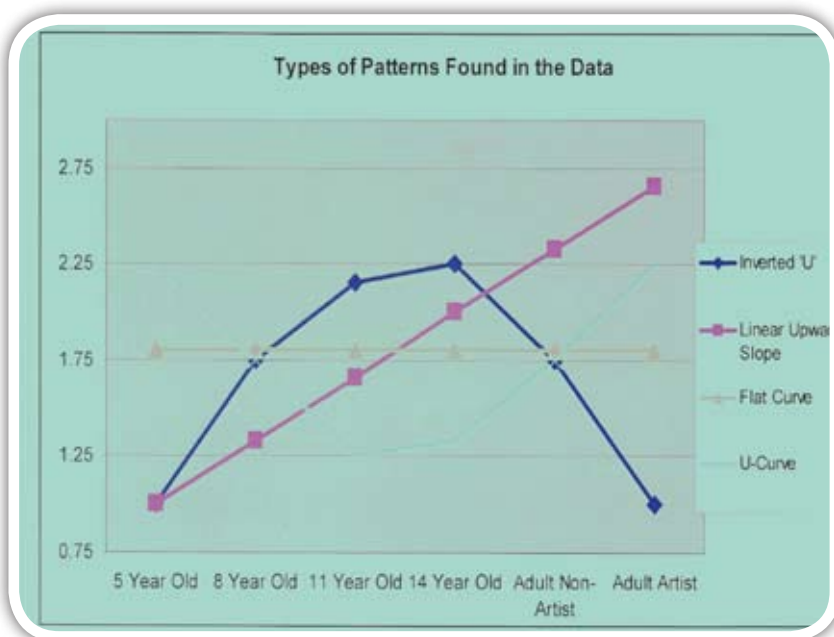 Types of Patterns Found in the Data
2.75
2.25
1.75
1.25
0.75
5 Year Old
8 Year Old
11 Year Old
14 Year Old
Adult Non-
Artist
Adult Artist
Inverted 'U'
Linear Upwa
Slope
Flat Curve
U-Curve